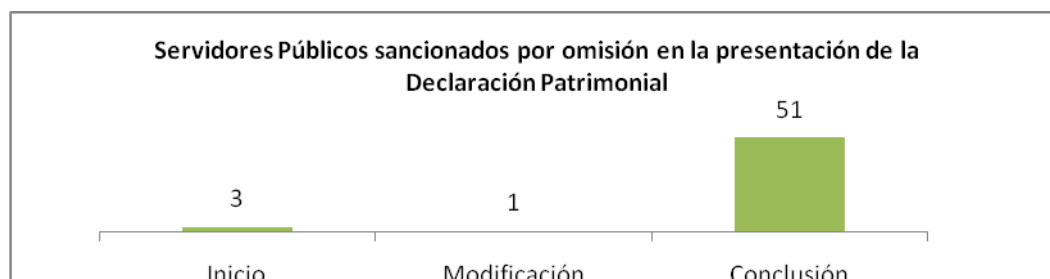 Servidores Públicos sancionados por omisión en la presentación de la
Declaración Patrimonial
51
3
1
Inicio
Modificación
Conclusión